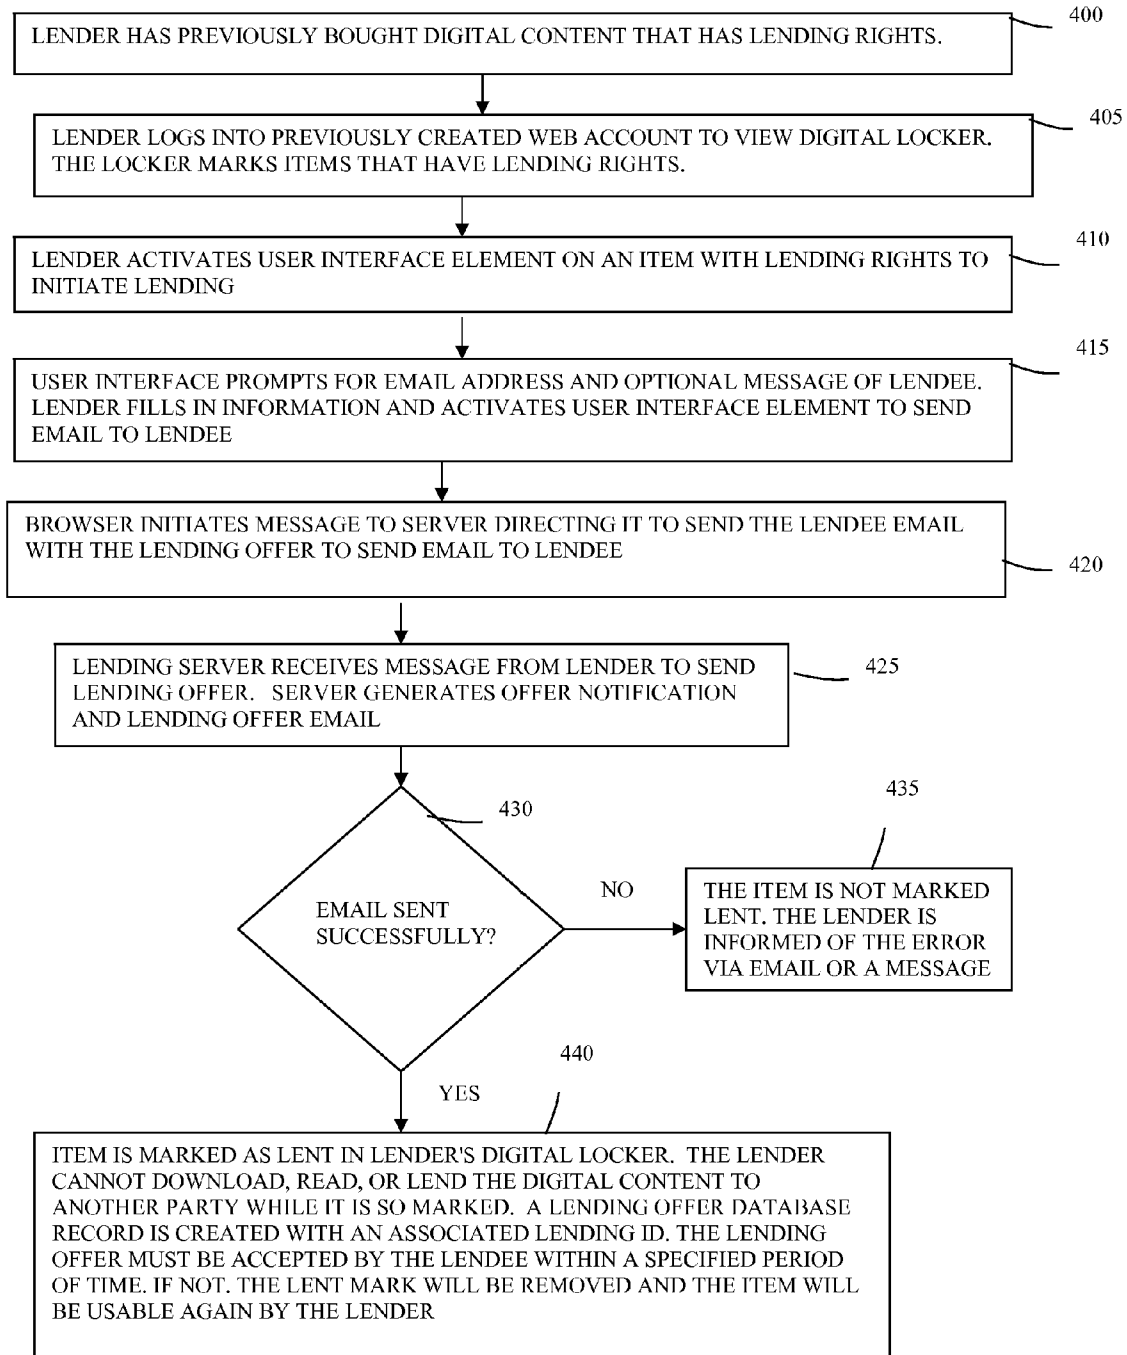 400
LENDER HAS PREVIOUSLY BOUGHT DIGITAL CONTENT THAT HAS LENDING RIGHTS.
405
LENDER LOGS INTO PREVIOUSLY CREATED WEB ACCOUNT TO VIEW DIGITAL LOCKER.
THE LOCKER MARKS ITEMS THAT HAVE LENDING RIGHTS.
410
LENDER ACTIVATES USER INTERFACE ELEMENT ON AN ITEM WITH LENDING RIGHTS TO
INITIATE LENDING
415
USER INTERFACE PROMPTS FOR EMAIL ADDRESS AND OPTIONAL MESSAGE OF LENDEE.
LENDER FILLS IN INFORMATION AND ACTIVATES USER INTERFACE ELEMENT TO SEND
EMAIL TO LENDEE
BROWSER INITIATES MESSAGE TO SERVER DIRECTING IT TO SEND THE LENDEE EMAIL
WITH THE LENDING OFFER TO SEND EMAIL TO LENDEE
420
LENDING SERVER RECEIVES MESSAGE FROM LENDER TO SEND
LENDING OFFER. SERVER GENERATES OFFER NOTIFICATION
AND LENDING OFFER EMAIL
425
430
EMAIL SENT
SUCCESSFULLY?
NO
435
THE ITEM IS NOT MARKED
LENT. THE LENDER IS
INFORMED OF THE ERROR
VIA EMAIL OR A MESSAGE
YES
440
ITEM IS MARKED AS LENT IN LENDER'S DIGITAL LOCKER. THE LENDER
CANNOT DOWNLOAD, READ, OR LEND THE DIGITAL CONTENT TO
ANOTHER PARTY WHILE IT IS SO MARKED. A LENDING OFFER DATABASE
RECORD IS CREATED WITH AN ASSOCIATED LENDING ID. THE LENDING
OFFER MUST BE ACCEPTED BY THE LENDEE WITHIN A SPECIFIED PERIOD
OF TIME. IF NOT. THE LENT MARK WILL BE REMOVED AND THE ITEM WILL
BE USABLE AGAIN BY THE LENDER